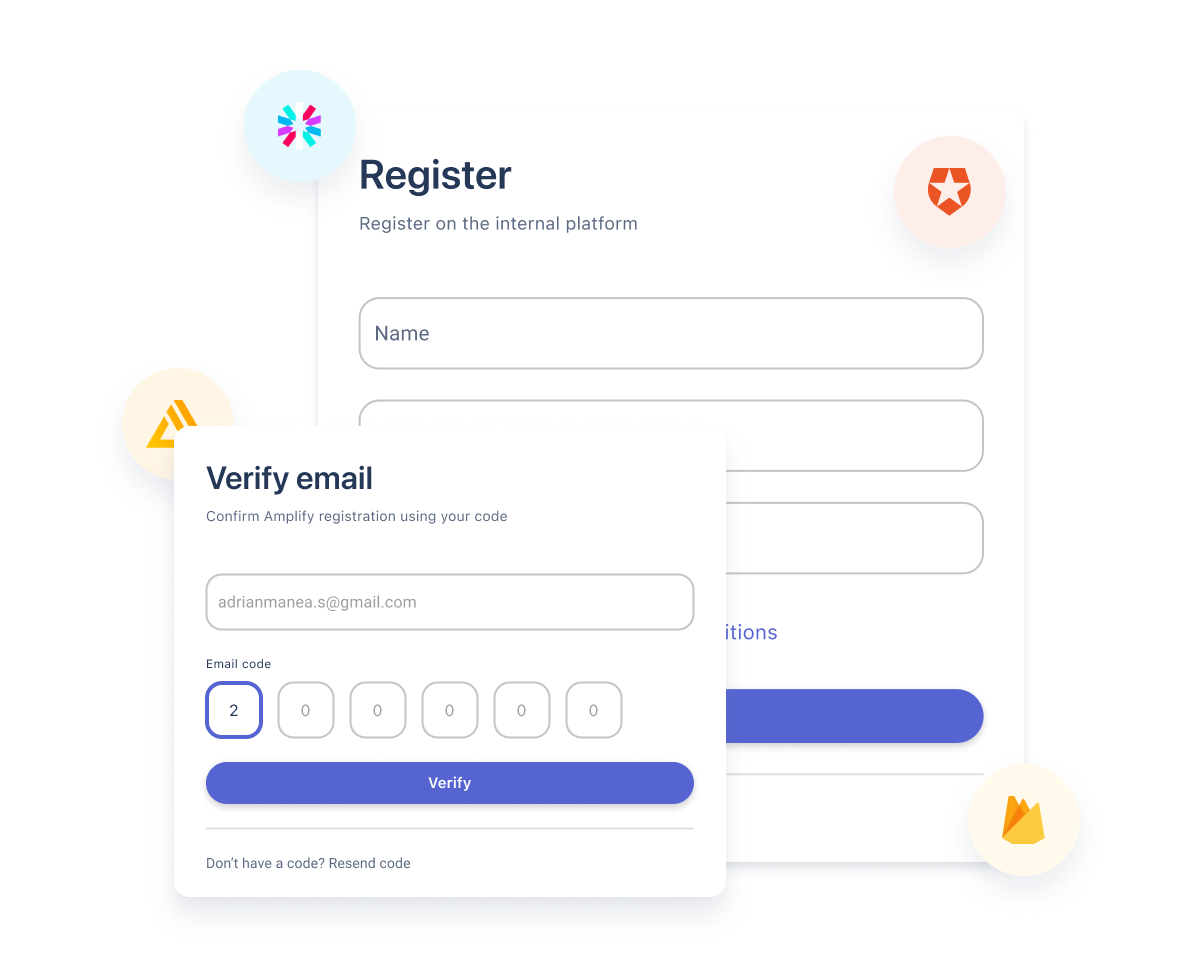 Register
Register on the internal platform
Name
itions
Verify email
Confirm Amplify registration using your code
adrianmanea.s@gmail.com
Email code
2 0 0 0 0 0
Verify
Don't have a code? Resend code